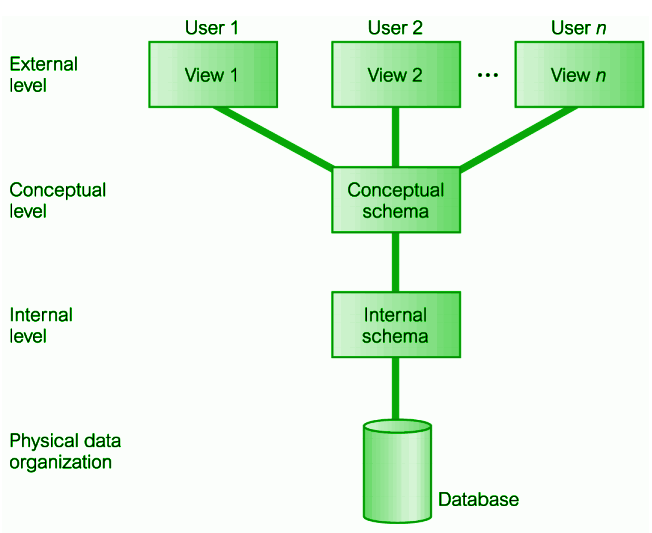 User 1
User 2
User n
External
level
View 1
View 2
...
View n
Conceptual
level
Conceptual
schema
Internal
level
Internal
schema
Physical data
organization
Database